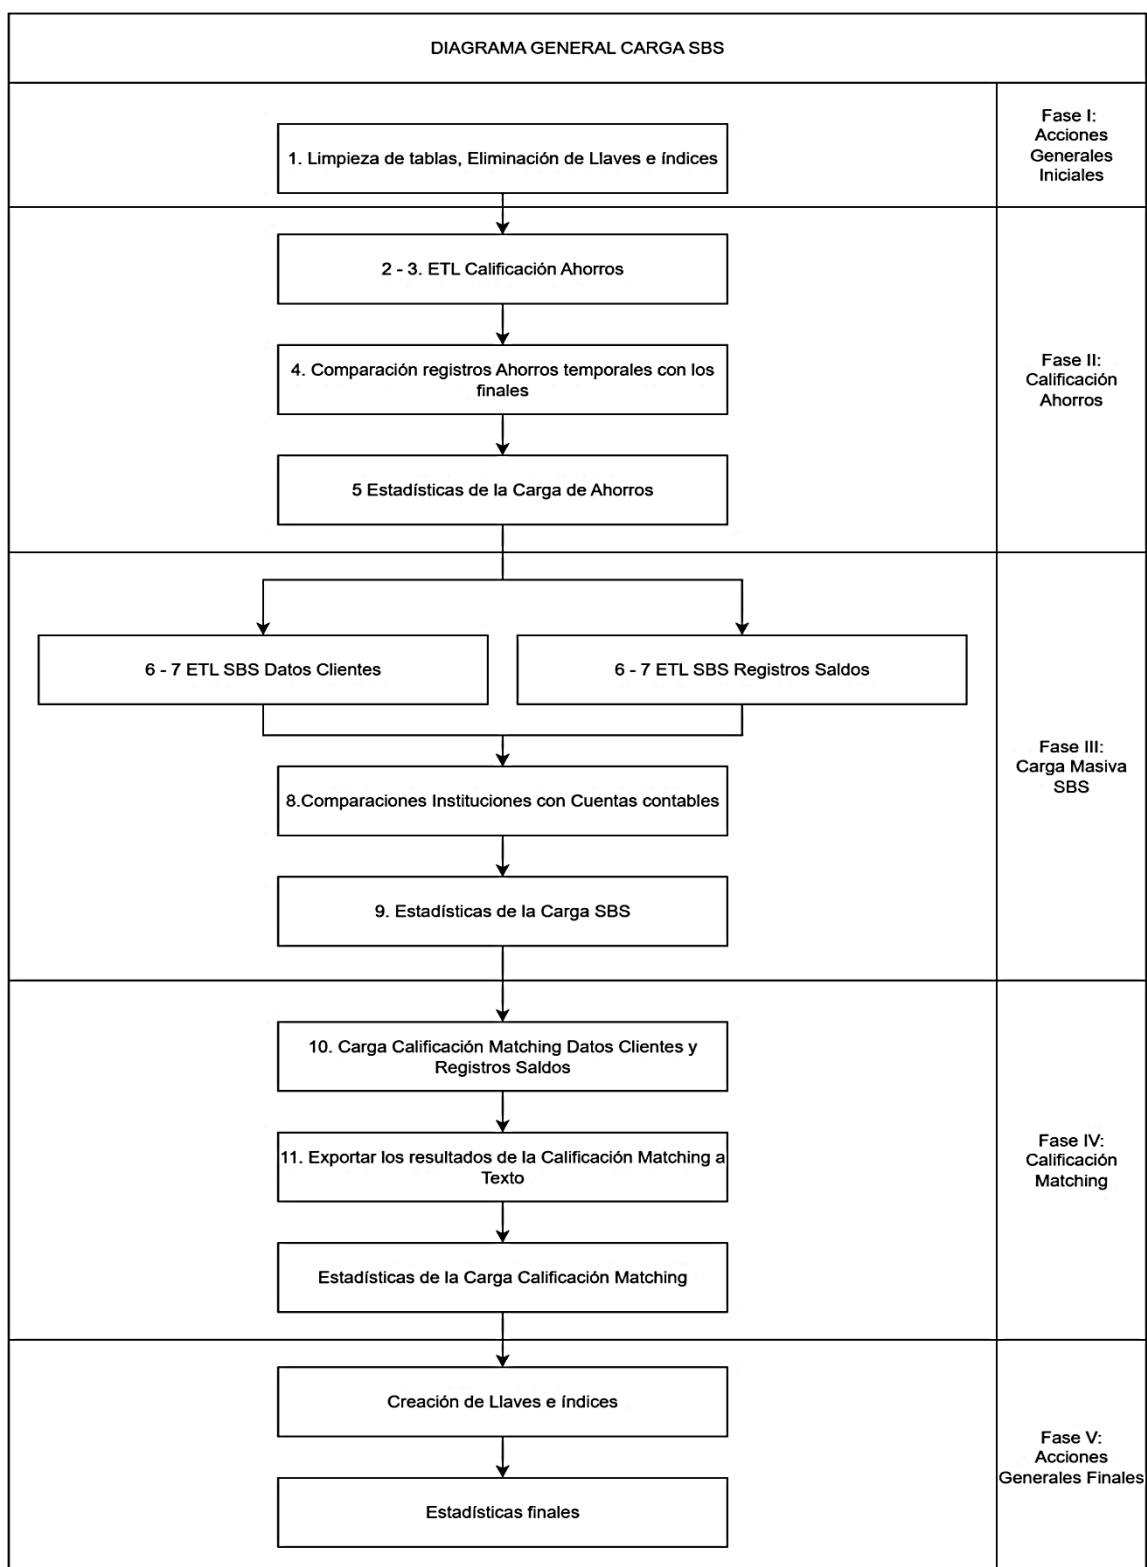 DIAGRAMA GENERAL CARGA SBS
Fase I:
Acciones
Generales
Iniciales
1. Limpieza de tablas, Eliminación de Llaves e índices
2 - 3. ETL Calificación Ahorros
4. Comparación registros Ahorros temporales con los
finales
5 Estadísticas de la Carga de Ahorros
Fase II:
Calificación
Ahorros
6 - 7 ETL SBS Datos Clientes
6 - 7 ETL SBS Registros Saldos
8.Comparaciones Instituciones con Cuentas contables
9. Estadísticas de la Carga SBS
Fase III:
Carga Masiva
SBS
10. Carga Calificación Matching Datos Clientes y
Registros Saldos
11. Exportar los resultados de la Calificación Matching a
Texto
Estadísticas de la Carga Calificación Matching
Fase IV:
Calificación
Matching
Creación de Llaves e índices
Estadísticas finales
Fase V:
Acciones
Generales Finales